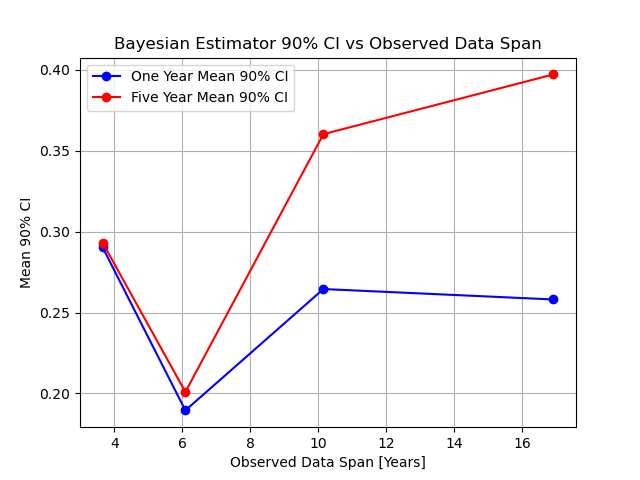 Bayesian Estimator 90% CI vs Observed Data Span
One Year Mean 90% CI
Five Year Mean 90% CI
0.40
0.35
0.30
0.25
0.20
Mean 90% CI
4 6 8 10 12 14 16
Observed Data Span [Years]